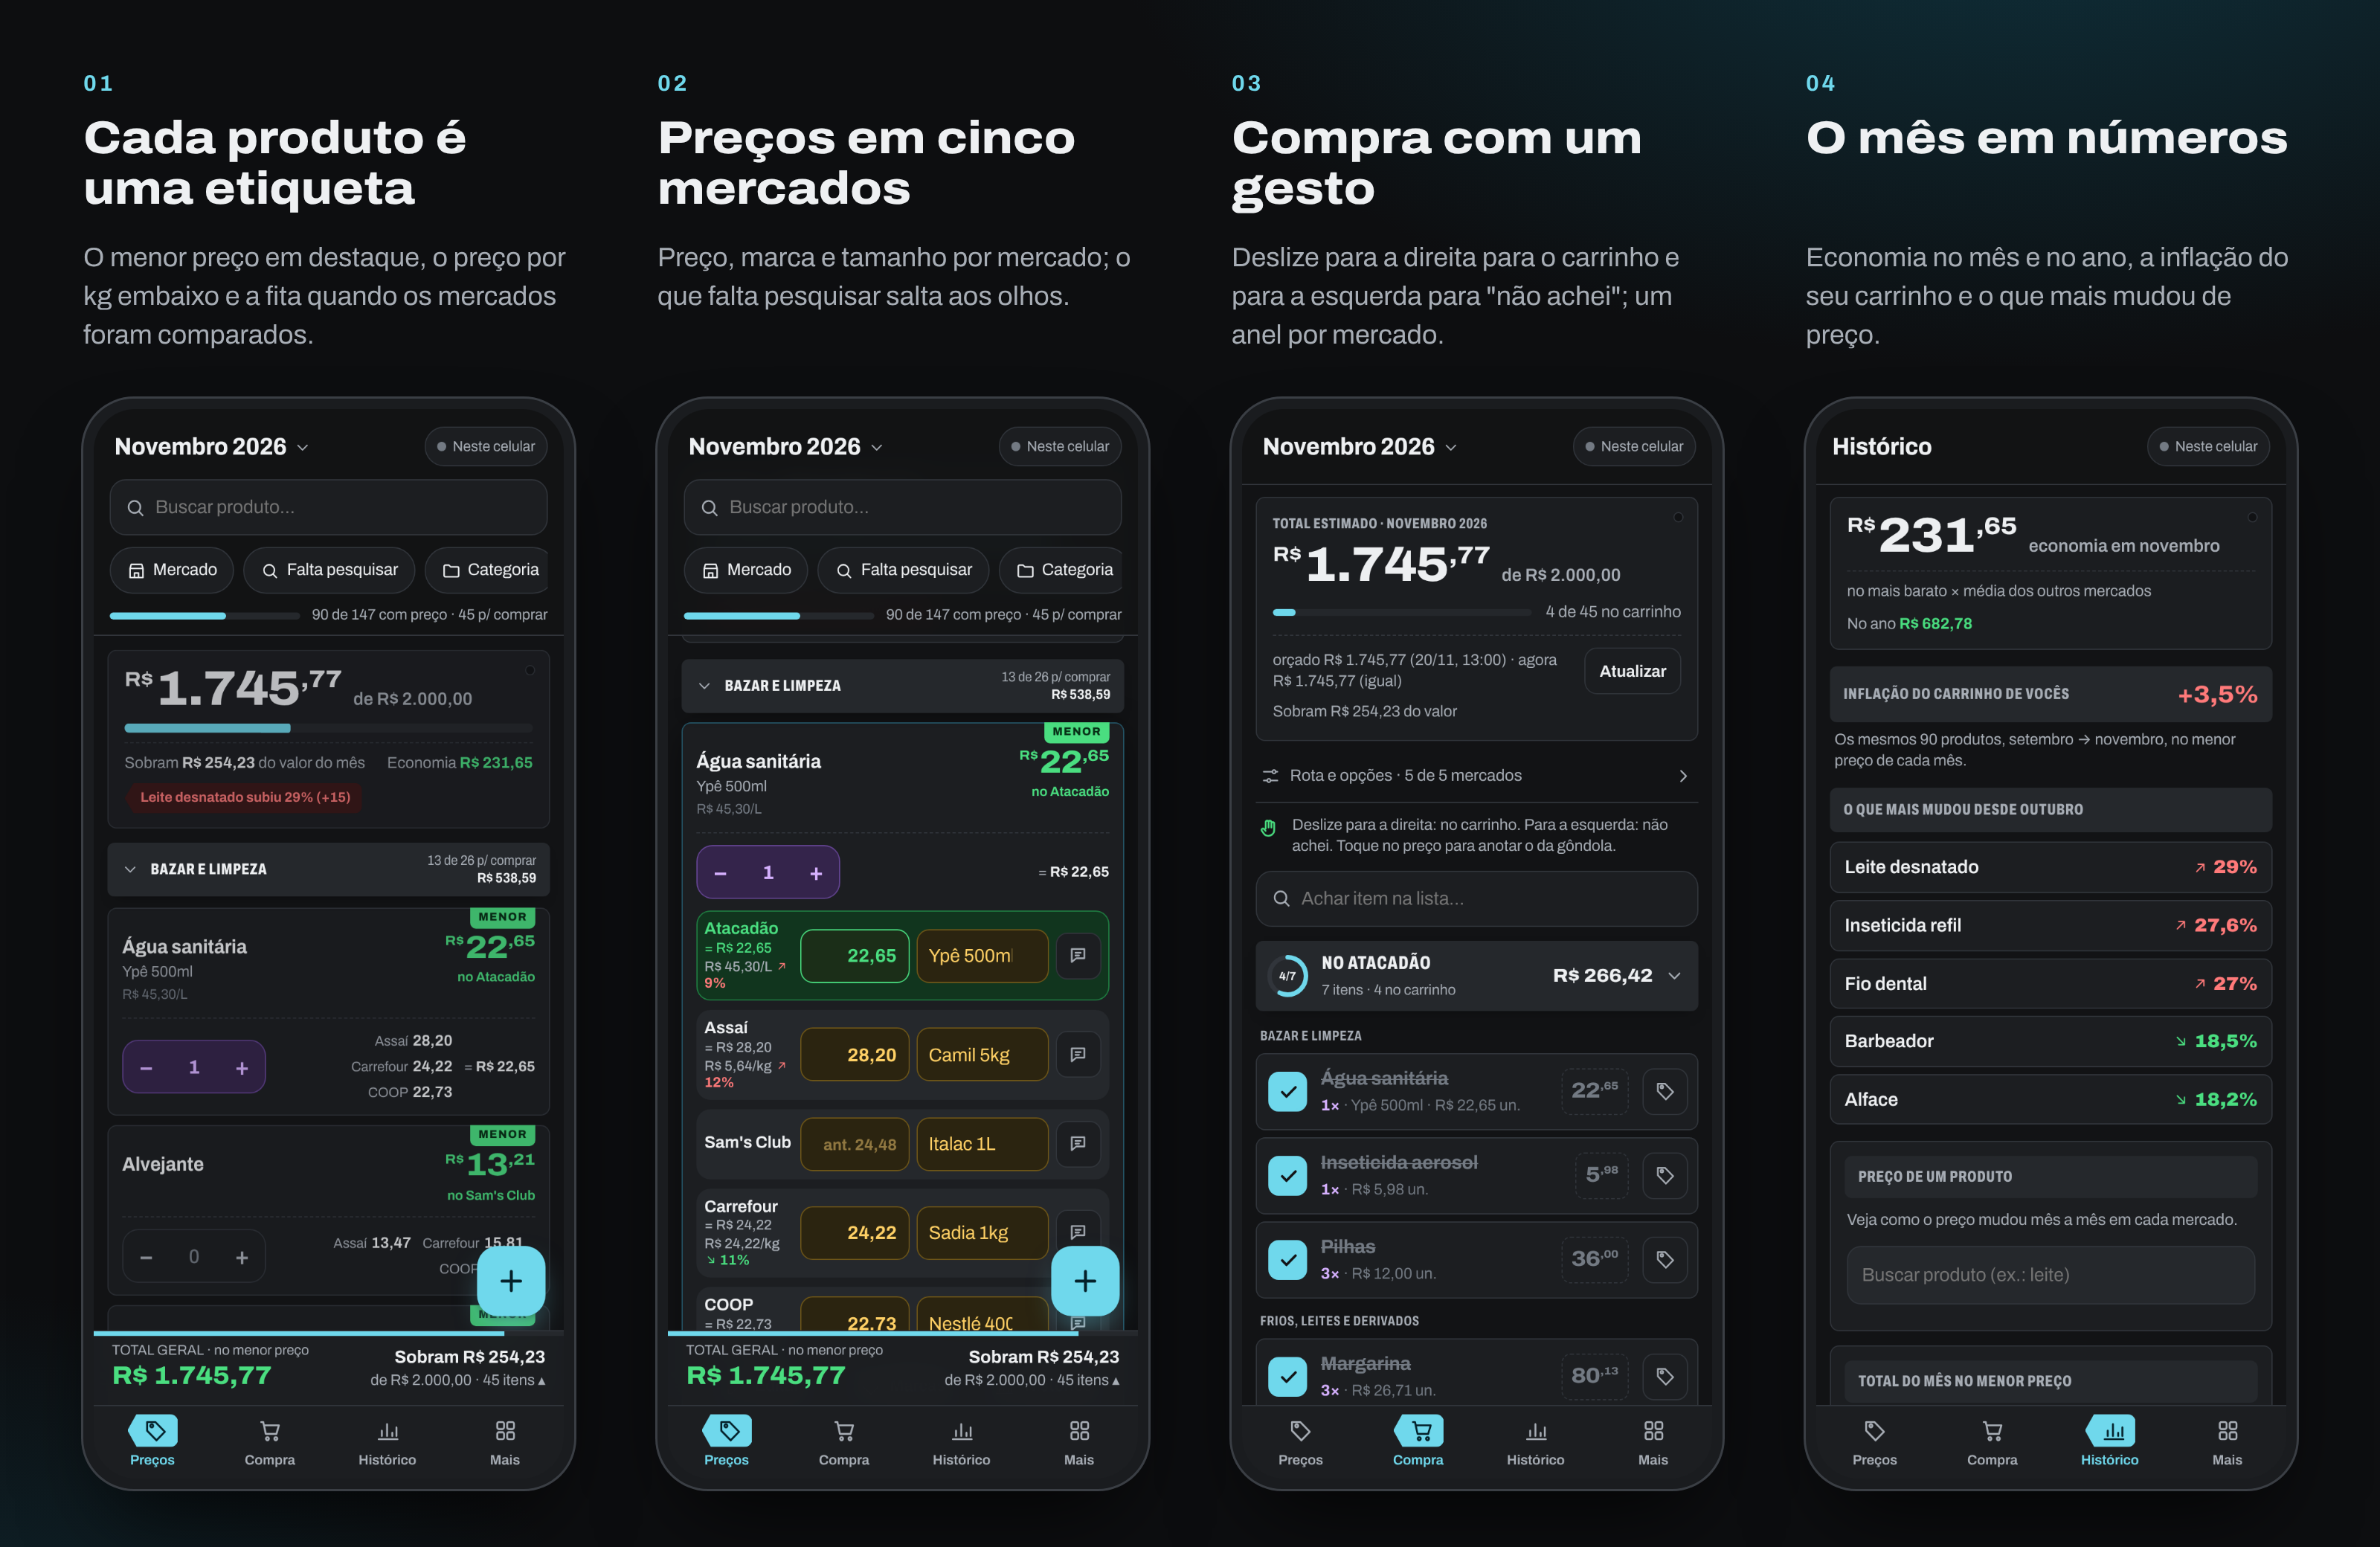 01
Cada produto é
uma etiqueta
O menor preço em destaque, o preço por
kg embaixo e a fita quando os mercados
foram comparados.
Novembro 2026
Neste celular
Buscar produto...
Mercado
Falta pesquisar
Categoria
90 de 147 com preço · 45 p/ comprar
R$ 1.745,77 de R$ 2.000,00
Sobram R$ 254,23 do valor do mês
Economia R$ 231,65
Leite desnatado subiu 29% (+15)
BAZAR E LIMPEZA
13 de 26 p/ comprar
R$ 538,59
MENOR
Água sanitária
R$ 22,65
Ypê 500ml
no Atacadão
R$ 45,30/L
− 1 +
Assaí 28,20
Carrefour 24,22 = R$ 22,65
COOP 22,73
MENOR
Alvejante
R$ 13,21
no Sam's Club
− 0 +
Assaí 13,47 Carrefour 15,81
COOP
+
TOTAL GERAL · no menor preço
R$ 1.745,77
Sobram R$ 254,23
de R$ 2.000,00 · 45 itens ▴
Preços
Compra
Histórico
Mais
02
Preços em cinco
mercados
Preço, marca e tamanho por mercado; o
que falta pesquisar salta aos olhos.
Novembro 2026
Neste celular
Buscar produto...
Mercado
Falta pesquisar
Categoria
90 de 147 com preço · 45 p/ comprar
BAZAR E LIMPEZA
13 de 26 p/ comprar
R$ 538,59
MENOR
Água sanitária
R$ 22,65
Ypê 500ml
no Atacadão
R$ 45,30/L
− 1 +
= R$ 22,65
Atacadão
= R$ 22,65
R$ 45,30/L ↗
9%
22,65
Ypê 500ml
Assaí
= R$ 28,20
R$ 5,64/kg ↗
12%
28,20
Camil 5kg
Sam's Club
ant. 24,48
Italac 1L
Carrefour
= R$ 24,22
R$ 24,22/kg
↘ 11%
24,22
Sadia 1kg
COOP
= R$ 22,73
22,73
Nestlé 400
+
TOTAL GERAL · no menor preço
R$ 1.745,77
Sobram R$ 254,23
de R$ 2.000,00 · 45 itens ▴
Preços
Compra
Histórico
Mais
03
Compra com um
gesto
Deslize para a direita para o carrinho e
para a esquerda para "não achei"; um
anel por mercado.
Novembro 2026
Neste celular
TOTAL ESTIMADO · NOVEMBRO 2026
R$ 1.745,77 de R$ 2.000,00
4 de 45 no carrinho
orçado R$ 1.745,77 (20/11, 13:00) · agora
R$ 1.745,77 (igual)
Atualizar
Sobram R$ 254,23 do valor
Rota e opções · 5 de 5 mercados
Deslize para a direita: no carrinho. Para a esquerda: não
achei. Toque no preço para anotar o da gôndola.
Achar item na lista...
4/7
NO ATACADÃO
7 itens · 4 no carrinho
R$ 266,42
BAZAR E LIMPEZA
Água sanitária
1× · Ypê 500ml · R$ 22,65 un.
22,65
Inseticida aerosol
1× · R$ 5,98 un.
5,98
Pilhas
3× · R$ 12,00 un.
36,00
FRIOS, LEITES E DERIVADOS
Margarina
3× · R$ 26,71 un.
80,13
Preços
Compra
Histórico
Mais
04
O mês em números
Economia no mês e no ano, a inflação do
seu carrinho e o que mais mudou de
preço.
Histórico
Neste celular
R$ 231,65 economia em novembro
no mais barato × média dos outros mercados
No ano R$ 682,78
INFLAÇÃO DO CARRINHO DE VOCÊS
+3,5%
Os mesmos 90 produtos, setembro → novembro, no menor
preço de cada mês.
O QUE MAIS MUDOU DESDE OUTUBRO
Leite desnatado ↗ 29%
Inseticida refil ↗ 27,6%
Fio dental ↗ 27%
Barbeador ↘ 18,5%
Alface ↘ 18,2%
PREÇO DE UM PRODUTO
Veja como o preço mudou mês a mês em cada mercado.
Buscar produto (ex.: leite)
TOTAL DO MÊS NO MENOR PREÇO
Preços
Compra
Histórico
Mais